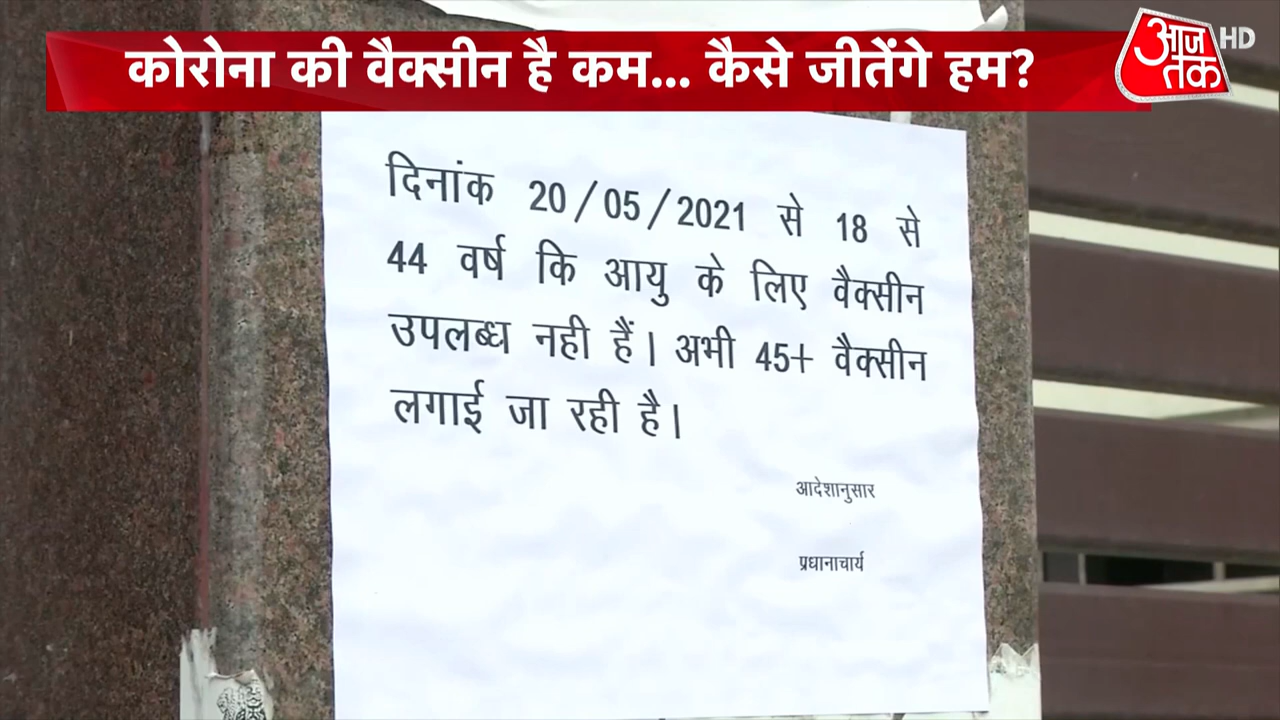 कोरोना की वैक्सीन है कम... कैसे जीतेंगे हम?
आज तक HD
दिनांक 20/05/2021 से 18 से
44 वर्ष कि आयु के लिए वैक्सीन
उपलब्ध नही हैं। अभी 45+ वैक्सीन
लगाई जा रही है।
आदेशानुसार
प्रधानाचार्य